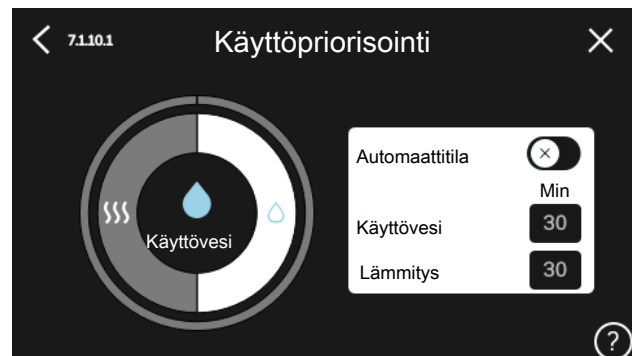 7.1.10.1
Käyttöpriorisointi
Käyttövesi
Automaattitila
Min
Käyttövesi 30
Lämmitys 30
?